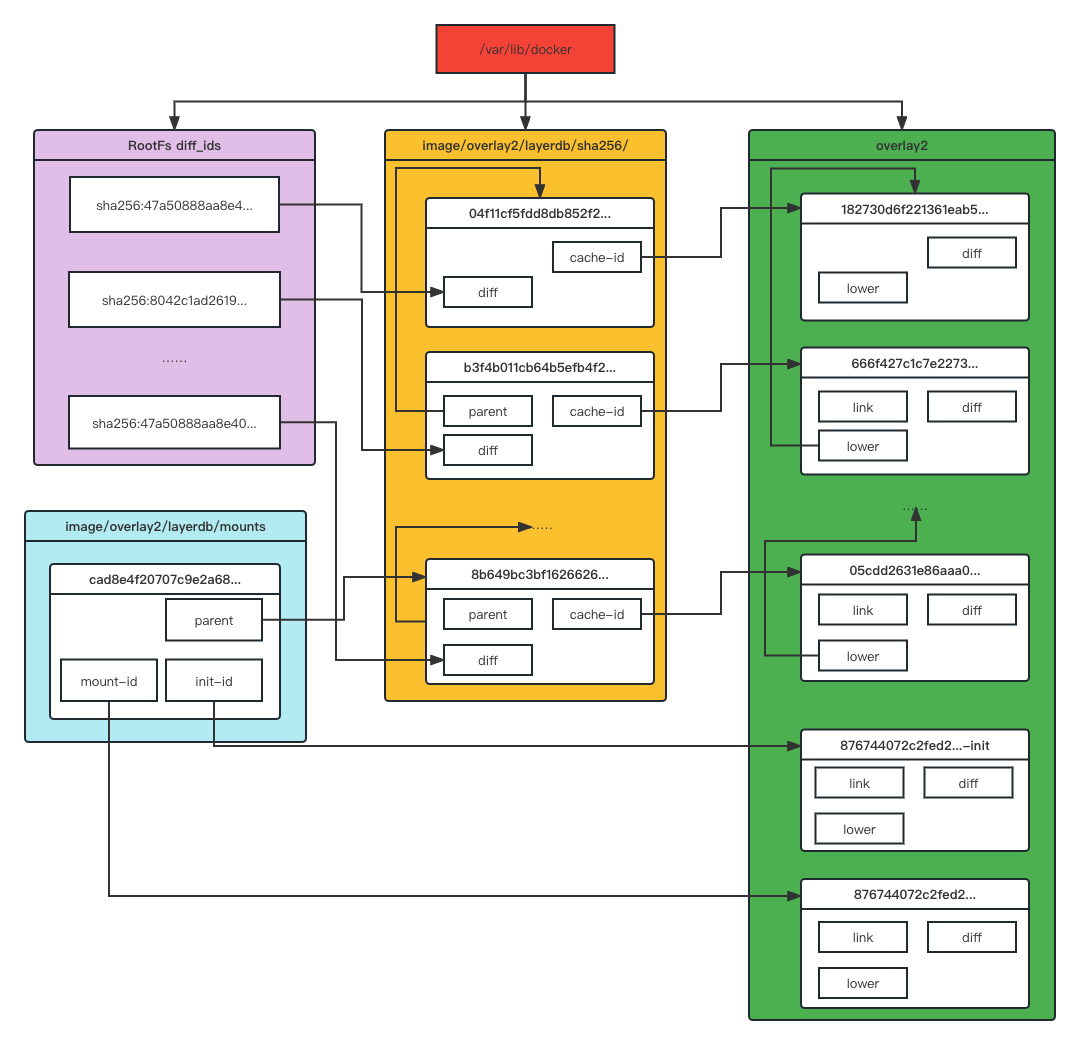 /var/lib/docker
RootFs diff_ids
sha256:47a50888aa8e4...
sha256:8042c1ad2619...
......
sha256:47a50888aa8e40...
image/overlay2/layerdb/mounts
cad8e4f20707c9e2a68...
parent
mount-id
init-id
image/overlay2/layerdb/sha256/
04f11cf5fdd8db852f2...
cache-id
diff
b3f4b011cb64b5efb4f2...
parent
cache-id
diff
......
8b649bc3bf1626626...
parent
cache-id
diff
overlay2
182730d6f221361eab5...
diff
lower
666f427c1c7e2273...
link
diff
lower
......
05cdd2631e86aaa0...
link
diff
lower
876744072c2fed2...-init
link
diff
lower
876744072c2fed2...
link
diff
lower